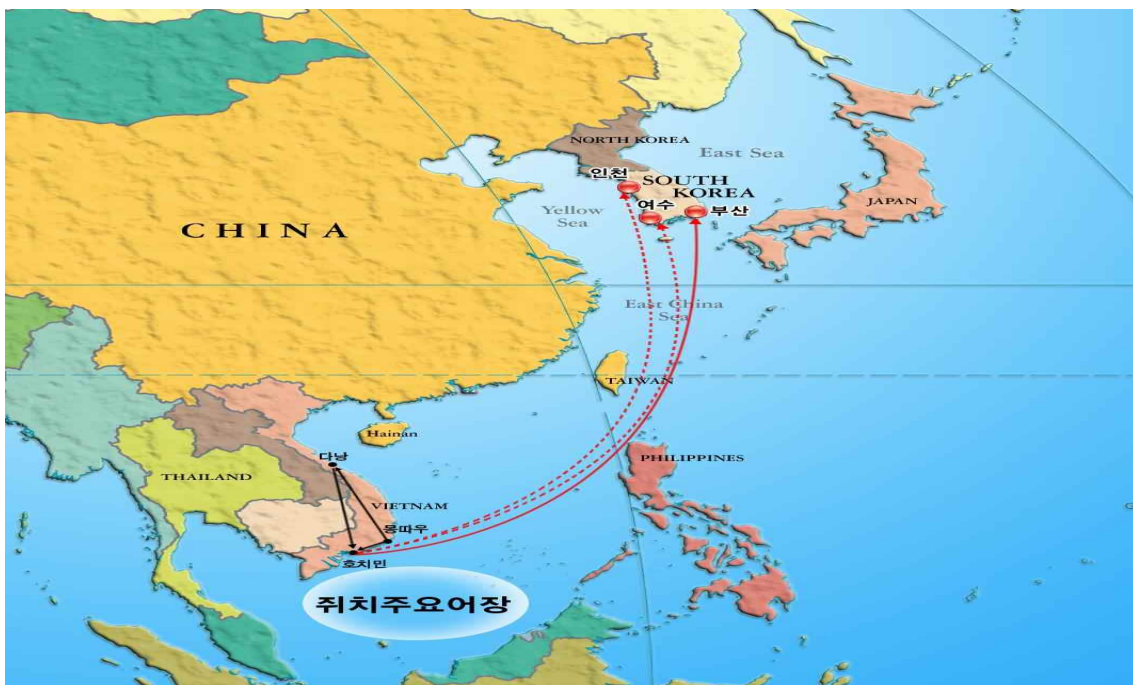 NORTH KOREA
East Sea
인천
SOUTH
KOREA
여수
부산
Yellow
Sea
JAPAN
CHINA
East China
Sea
TAIWAN
Hainan
다낭
THAILAND
VIETNAM
PHILIPPINES
붕따우
호치민
쥐치주요어장